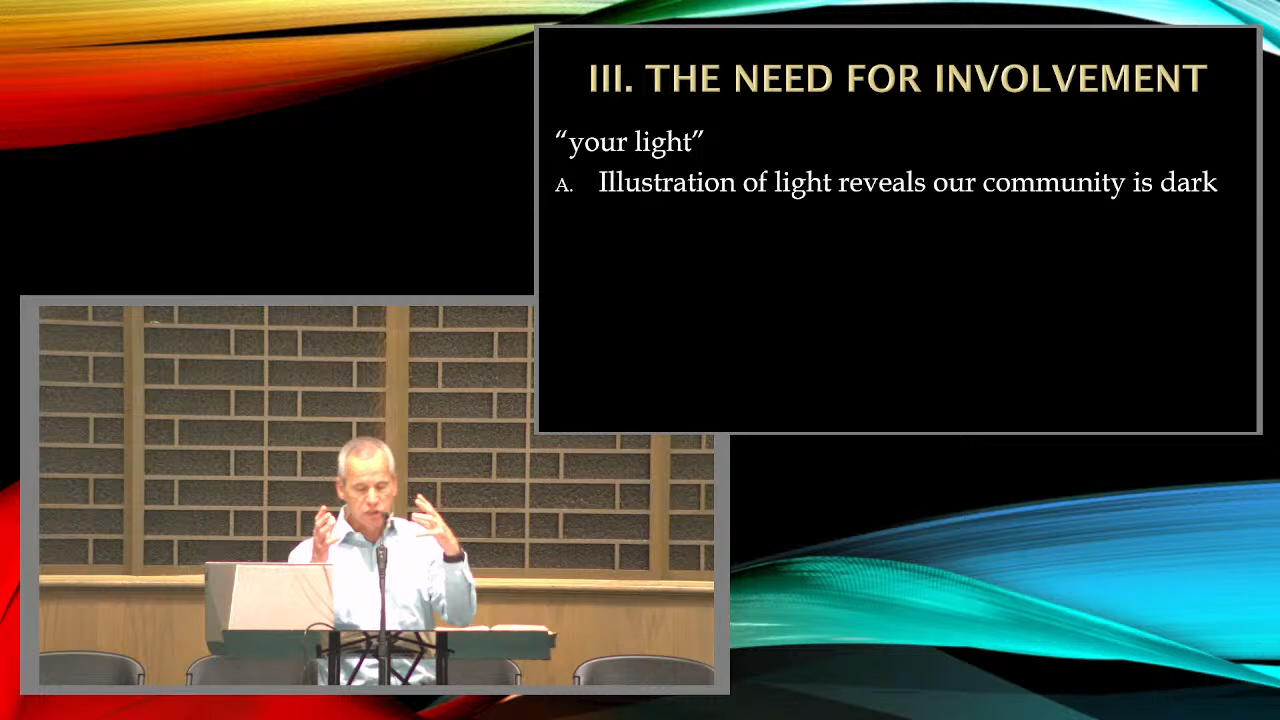 III. THE NEED FOR INVOLVEMENT
“your light”
A. Illustration of light reveals our community is dark